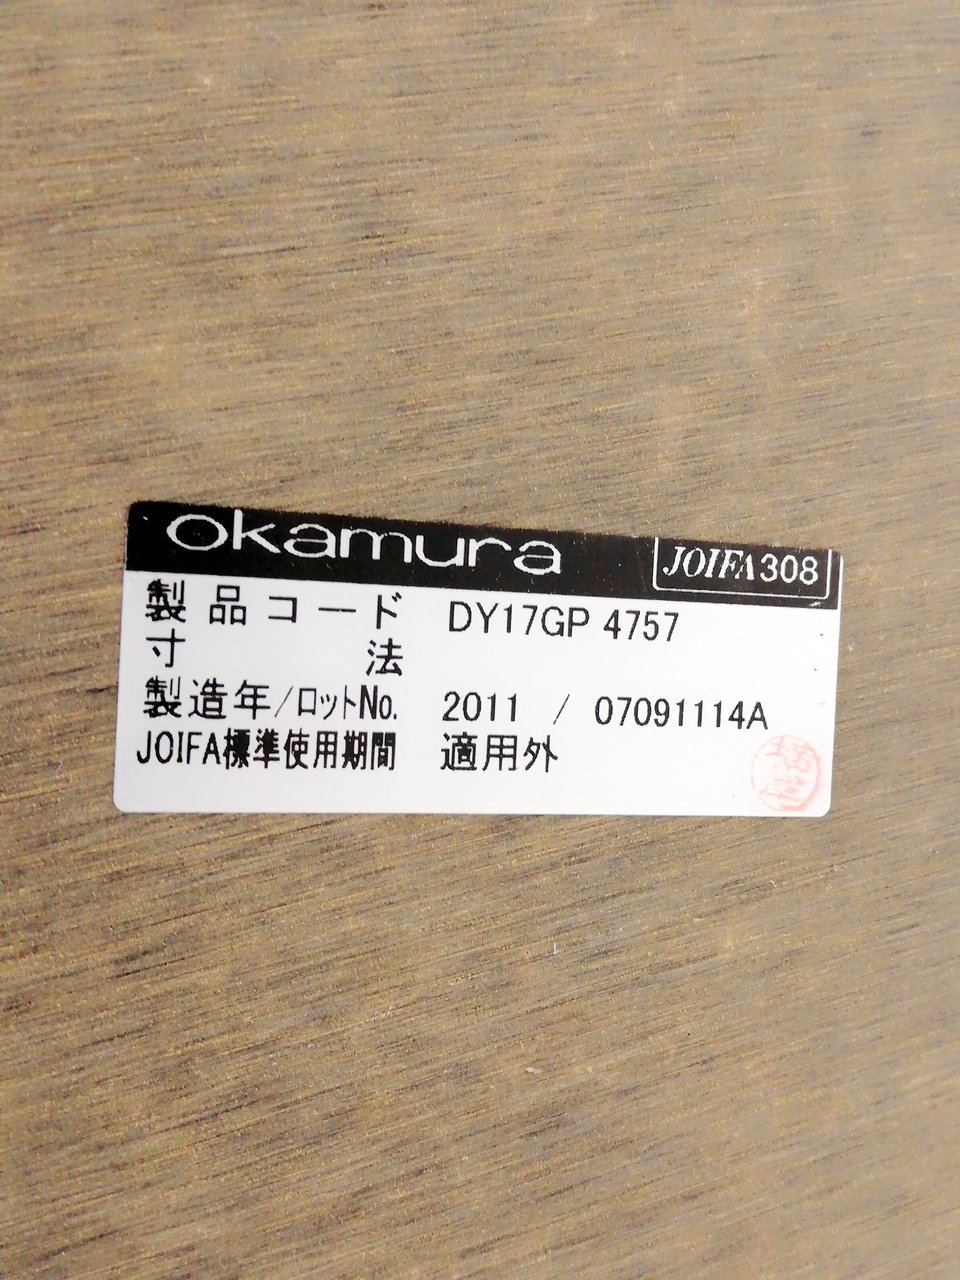 okamura JOIFA308
製品コード DY17GP 4757
寸法
製造年/ロットNo. 2011 / 07091114A
JOIFA標準使用期間 適用外